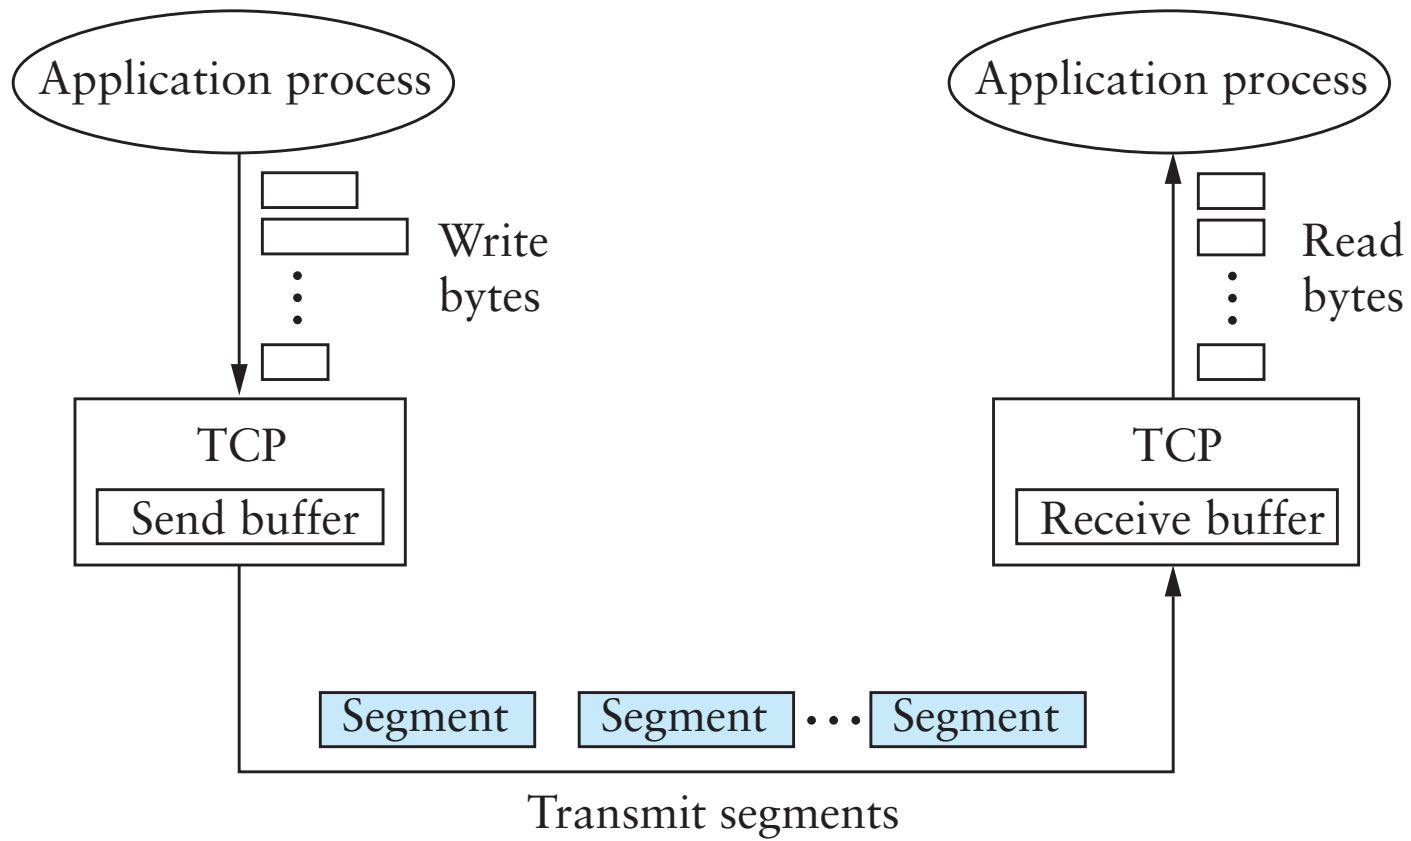 Application process
Application process
Write
bytes
Read
bytes
TCP
Send buffer
TCP
Receive buffer
Segment
Segment
Segment
Transmit segments